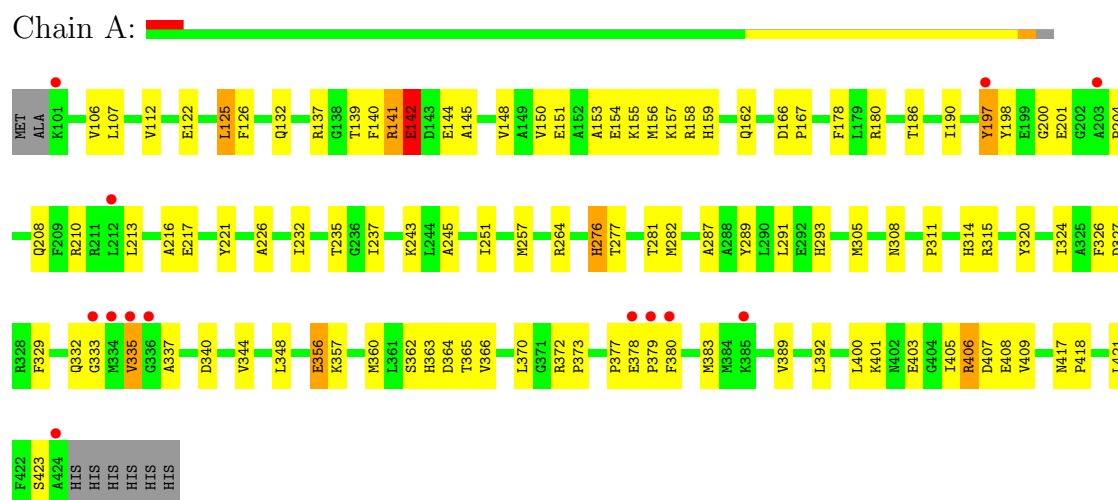 Chain A:
MET ALA K101 V106 L107 V112 E122 L125 F126 Q132 R137 G138 T139 F140 R141 E142 D143 E144 A145 V148 A149 V150 E151 A152 A153 E154 K155 M156 K157 R158 H159 Q162 D166 P167 F178 L179 R180 T186 I190 Y197 Y198 E199 G200 E201 G202 A203
Q208 F209 R210 R211 L212 L213 A216 E217 Y221 A226 I232 T235 G236 I237 K243 L244 A245 I251 M257 R264 H276 T277 T281 M282 A287 A288 Y289 L290 L291 E292 H293 M305 N308 P311 H314 R315 Y320 I324 A325 F326
R328 F329 Q332 G333 M334 V335 G336 A337 D340 V344 L348 E356 K357 M360 L361 S362 H363 D364 T365 V366 L370 G371 R372 P373 P377 E378 P379 F380 M383 M384 K385 V389 L392 L400 K401 N402 E403 G404 I405 R406 D407 E408 V409 N417 P418
F422 S423 A424 HIS HIS HIS HIS HIS HIS